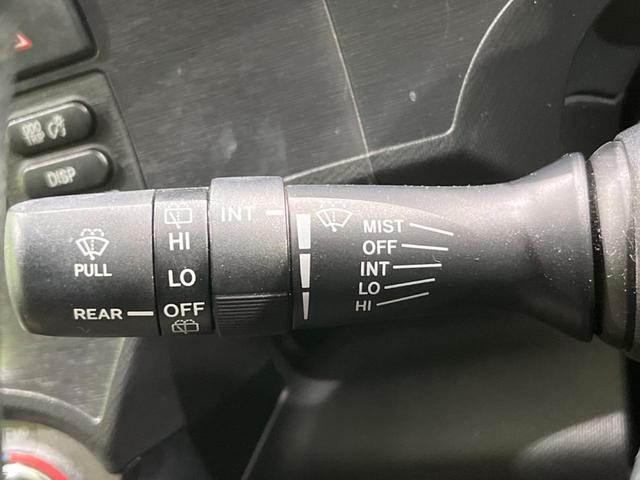 DISP
PULL
REAR
HI
LO
OFF
INT
MIST
OFF
INT
LO
HI